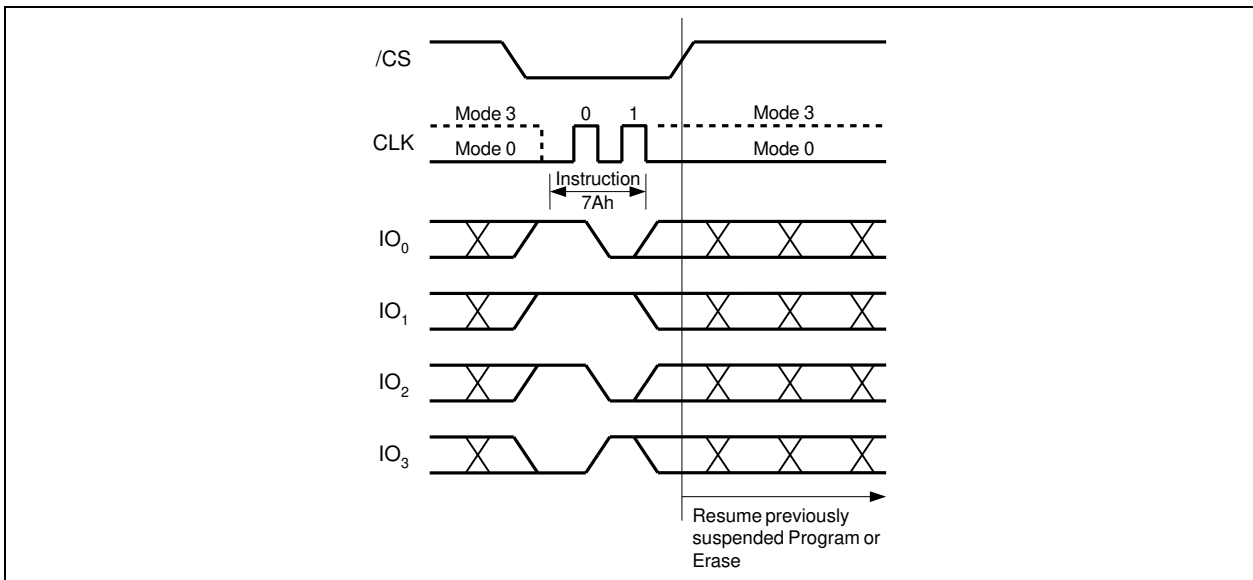 /CS
Mode 3
0
1
Mode 3
CLK
Mode 0
Mode 0
Instruction
7Ah
IO0
IO1
IO2
IO3
Resume previously
suspended Program or
Erase